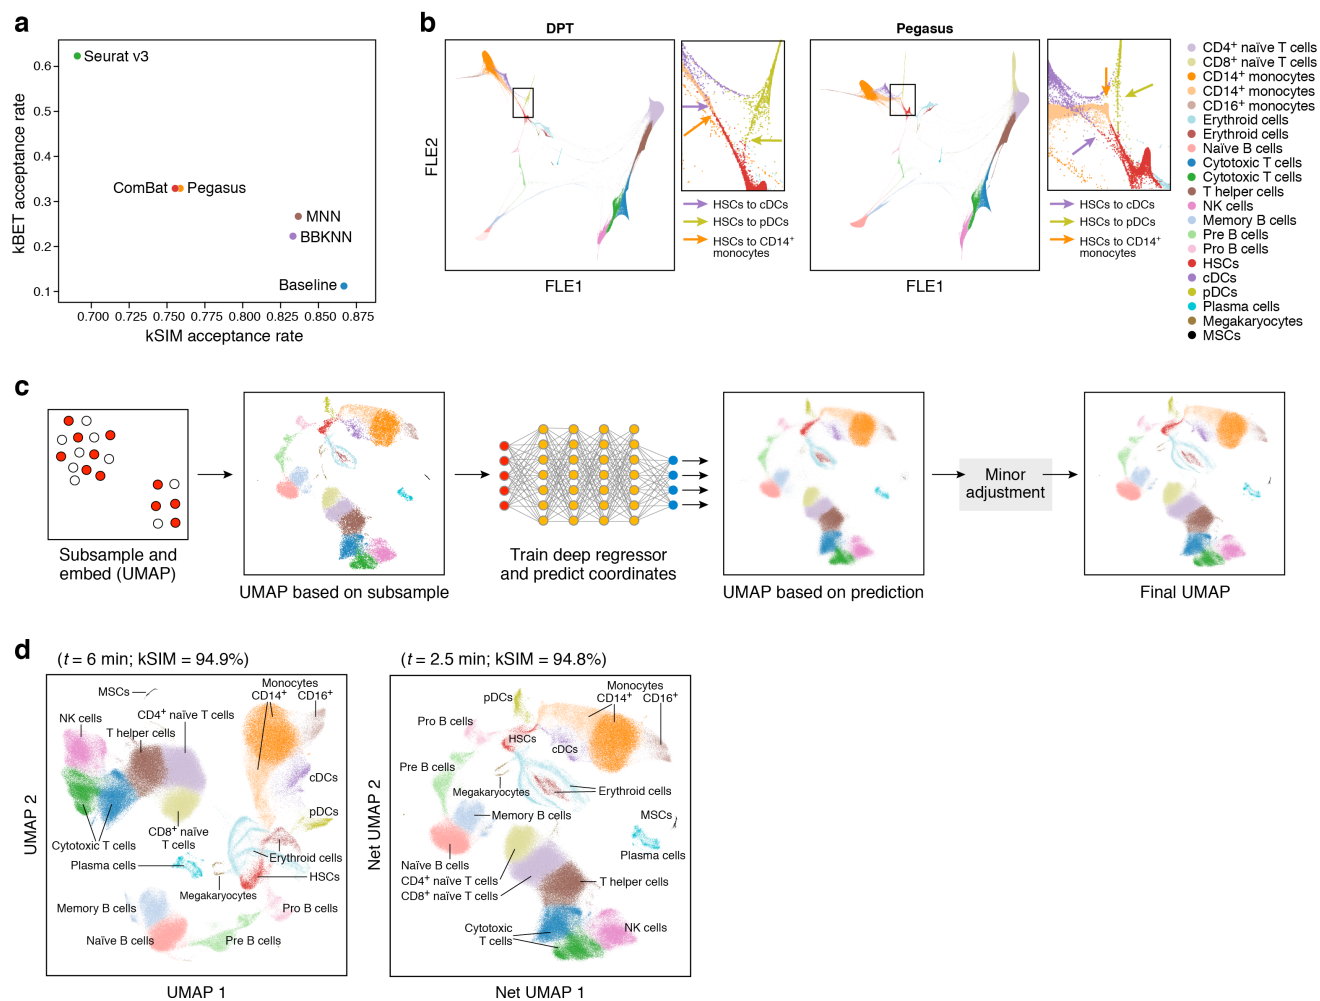 a
kBET acceptance rate
0.6
0.5
0.4
0.3
0.2
0.1
Seurat v3
ComBat
Pegasus
MNN
BBKNN
Baseline
0.700 0.725 0.750 0.775 0.800 0.825 0.850 0.875
kSIM acceptance rate
b
DPT
FLE2
FLE1
HSCs to cDCs
HSCs to pDCs
HSCs to CD14+
monocytes
Pegasus
FLE1
HSCs to cDCs
HSCs to pDCs
HSCs to CD14+
monocytes
CD4+ naïve T cells
CD8+ naïve T cells
CD14+ monocytes
CD14+ monocytes
CD16+ monocytes
Erythroid cells
Erythroid cells
Naïve B cells
Cytotoxic T cells
Cytotoxic T cells
T helper cells
NK cells
Memory B cells
Pre B cells
Pro B cells
HSCs
cDCs
pDCs
Plasma cells
Megakaryocytes
MSCs
c
Subsample and
embed (UMAP)
UMAP based on subsample
Train deep regressor
and predict coordinates
UMAP based on prediction
Minor
adjustment
Final UMAP
d
(t = 6 min; kSIM = 94.9%)
UMAP 2
MSCs
Monocytes
CD14+ CD16+
NK cells
CD4+ naïve T cells
T helper cells
cDCs
pDCs
CD8+ naïve
T cells
Cytotoxic T cells
Plasma cells
Erythroid cells
HSCs
Megakaryocytes
Memory B cells
Pro B cells
Naïve B cells
Pre B cells
UMAP 1
(t = 2.5 min; kSIM = 94.8%)
Net UMAP 2
pDCs
Monocytes
CD14+ CD16+
Pro B cells
HSCs
cDCs
Pre B cells
Megakaryocytes
Erythroid cells
Memory B cells
MSCs
Plasma cells
Naïve B cells
CD4+ naïve T cells
CD8+ naïve T cells
T helper cells
Cytotoxic
T cells
NK cells
Net UMAP 1